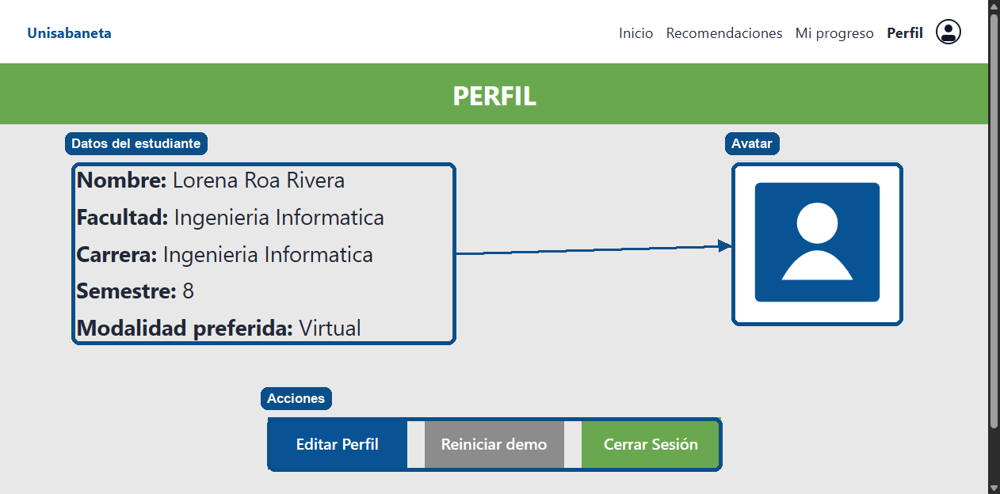 Unisabaneta
Inicio Recomendaciones Mi progreso Perfil
PERFIL
Datos del estudiante
Avatar
Nombre: Lorena Roa Rivera
Facultad: Ingenieria Informatica
Carrera: Ingenieria Informatica
Semestre: 8
Modalidad preferida: Virtual
Acciones
Editar Perfil
Reiniciar demo
Cerrar Sesión